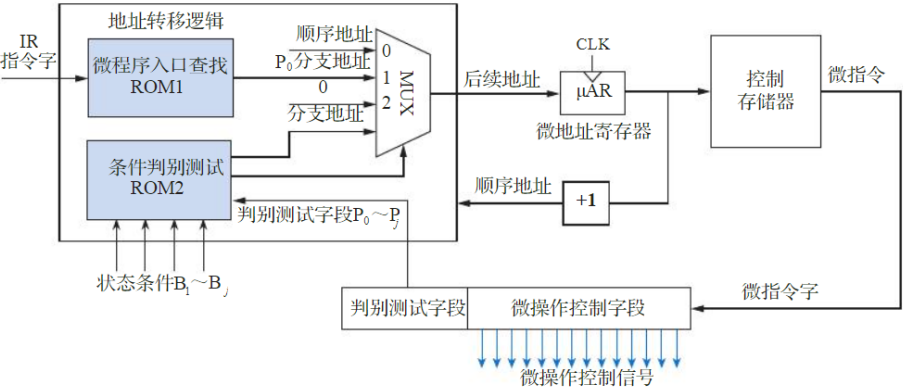 地址转移逻辑
IR
指令字
微程序入口查找
ROM1
顺序地址
P0分支地址
0
分支地址
0
1
2
MUX
后续地址
CLK
μAR
微地址寄存器
控制
存储器
微指令
条件判别测试
ROM2
顺序地址
+1
判别测试字段P0～Pj
状态条件B1～Bj
微指令字
判别测试字段
微操作控制字段
微操作控制信号